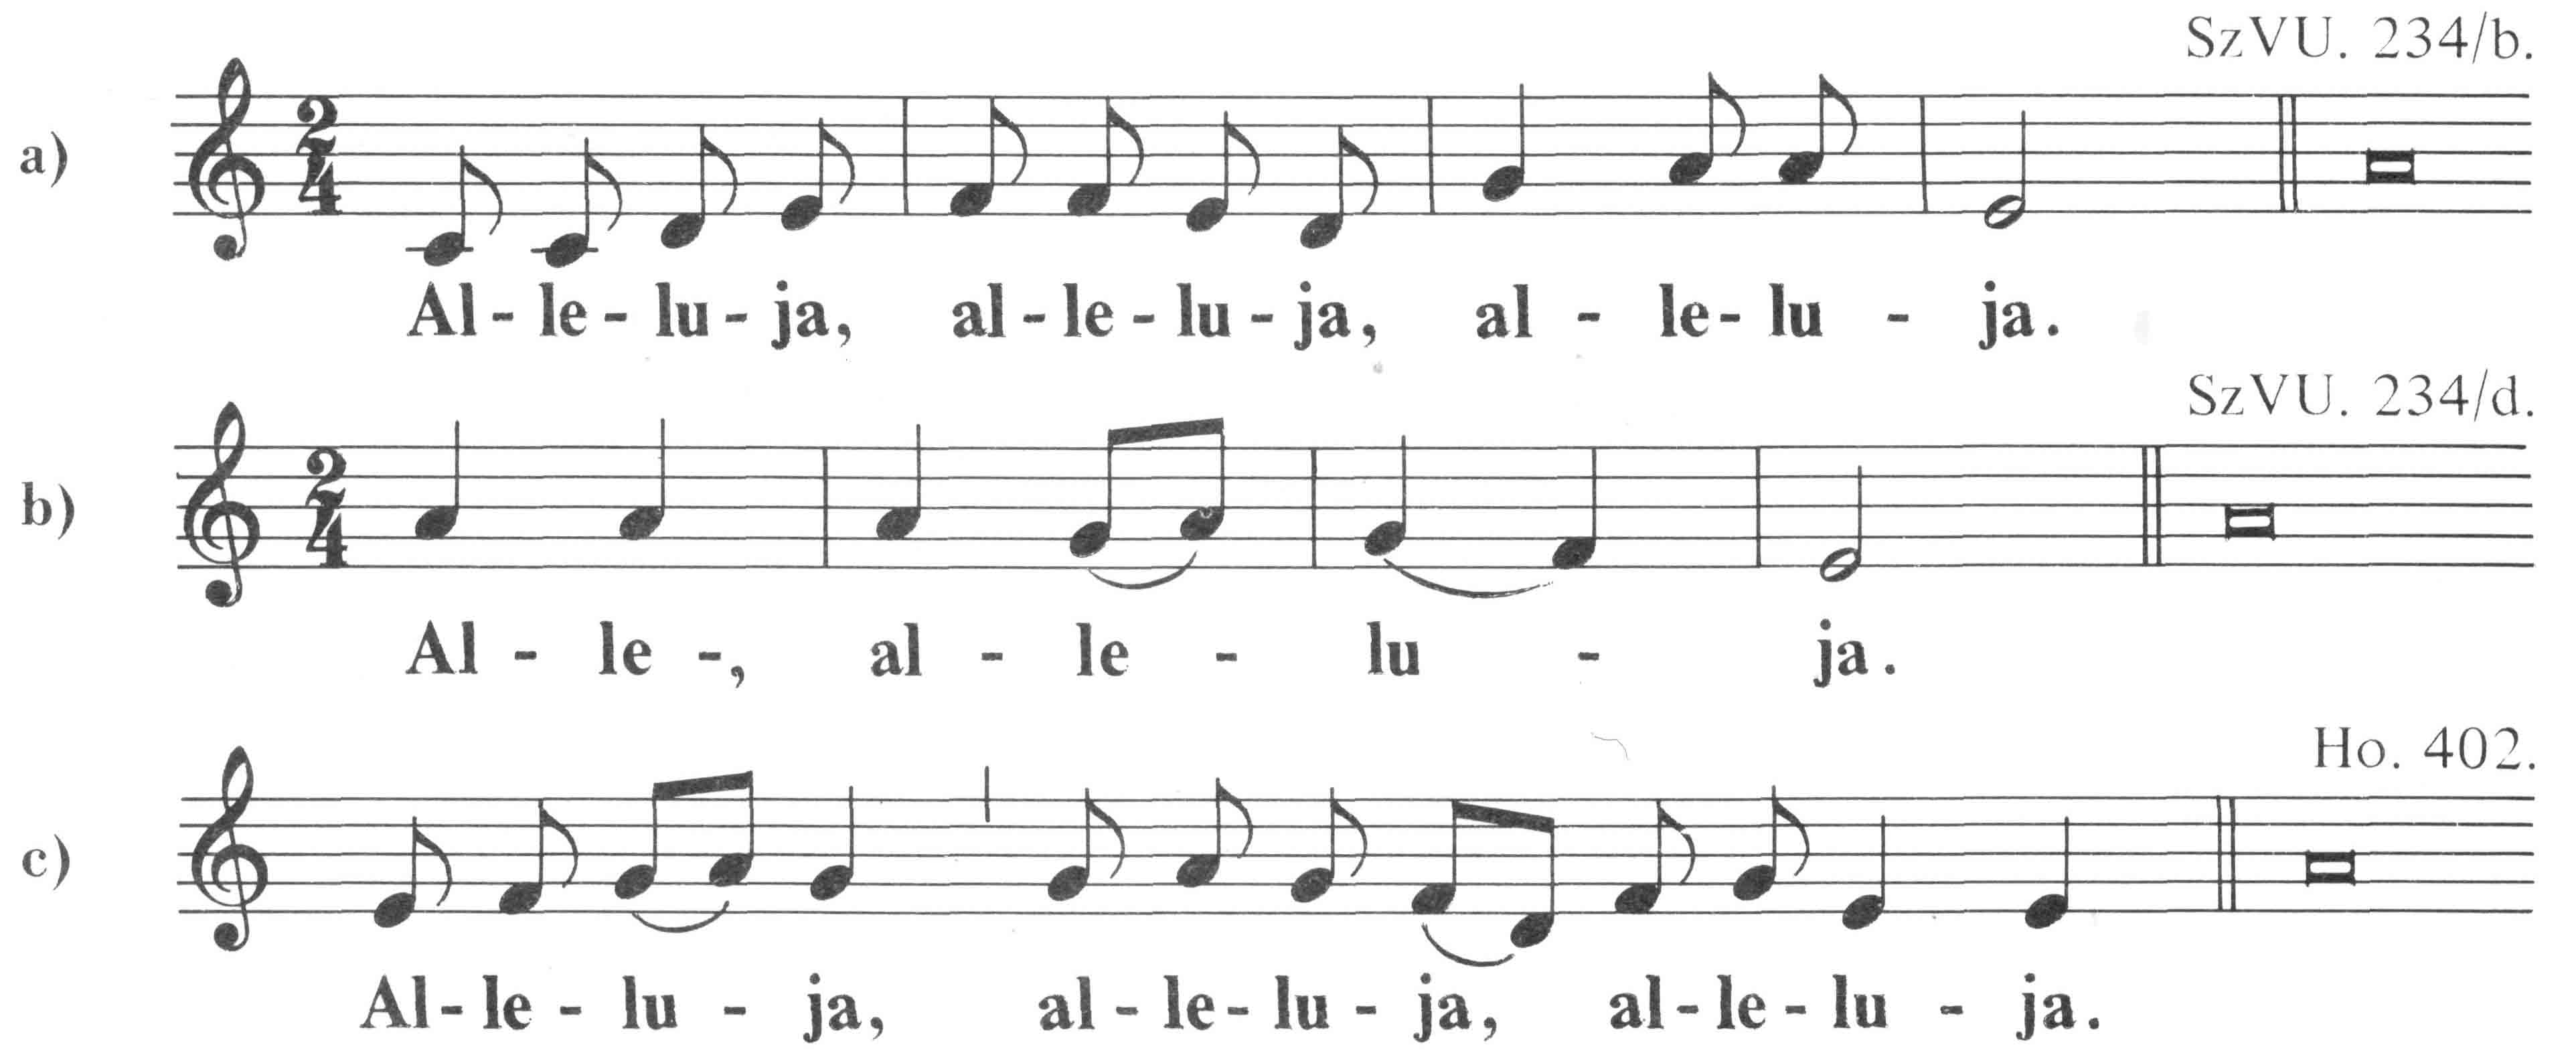 SzVU. 234/b.
a)
2
4
Al - le - lu - ja, al - le - lu - ja, al - le - lu - ja.
SzVU. 234/d.
b)
2
4
Al - le -, al - le - lu - ja.
Ho. 402.
c)
Al - le - lu - ja, al - le - lu - ja, al - le - lu - ja.